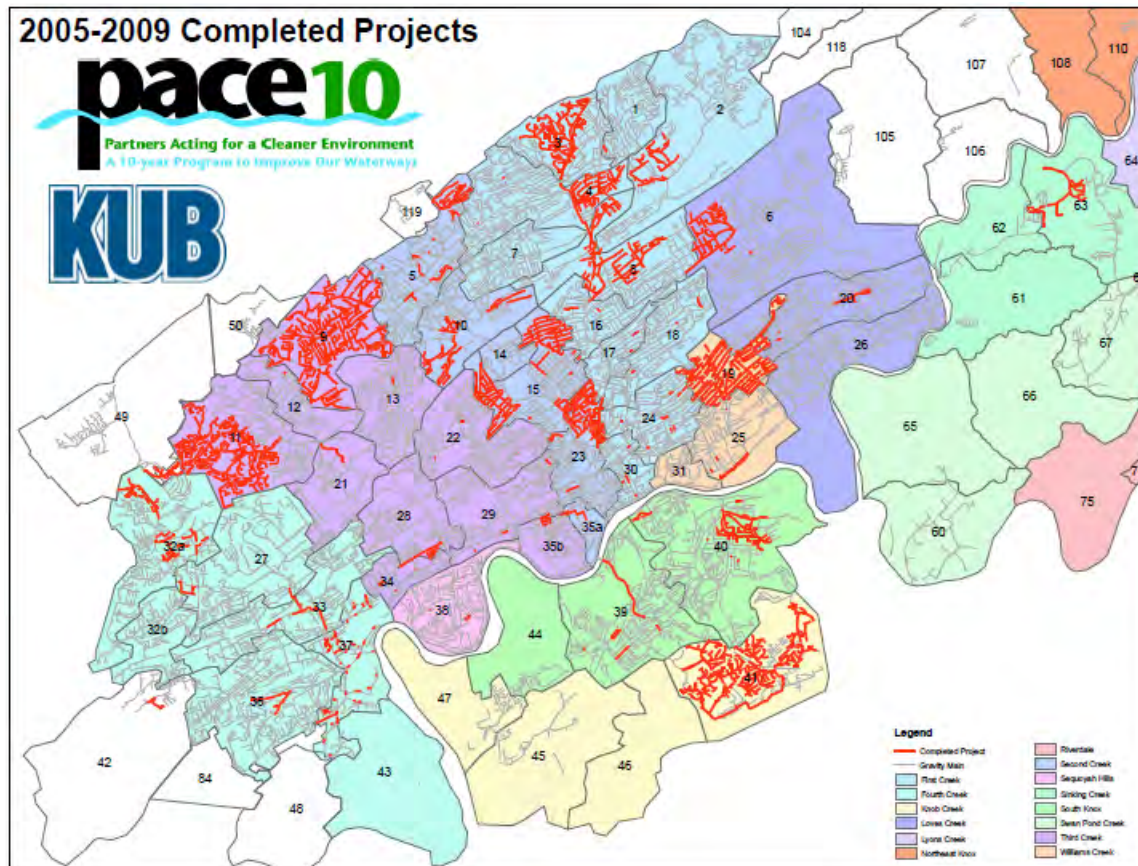 2005-2009 Completed Projects
pace10
Partners Acting for a Cleaner Environment
A 10-year Program to Improve Our Waterways
KUB
104
118
107
108
110
1
2
105
106
3
4
119
6
64
63
62
7
5
8
20
61
50
9
10
16
18
26
67
14
17
15
19
66
49
12
13
24
65
11
22
25
23
31
30
21
75
28
29
35a
60
32a
27
35b
40
34
33
38
39
32b
37
44
41
36
47
42
45
46
43
84
48
Legend
Completed Project
Gravity Main
First Creek
Fourth Creek
Knob Creek
Loves Creek
Lyons Creek
Northeast Knox
Riverdale
Second Creek
Sequoyah Hills
Sinking Creek
South Knox
Swan Pond Creek
Third Creek
Williams Creek